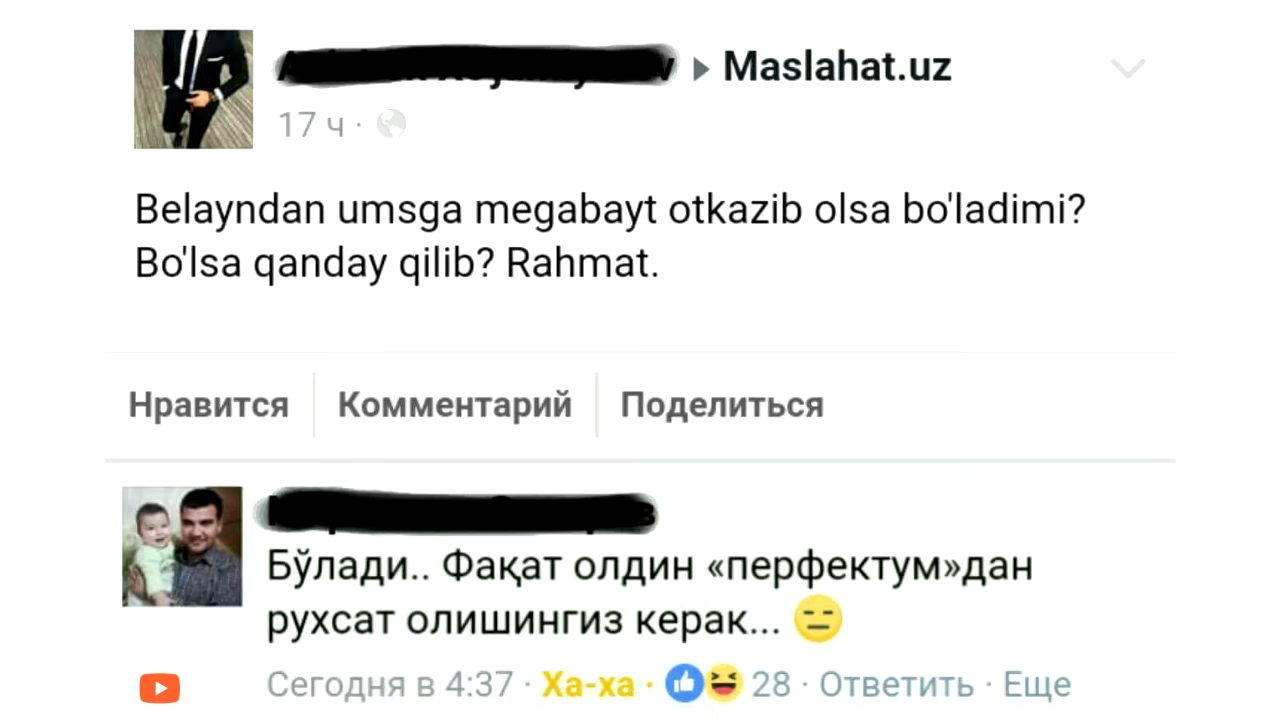 Maslahat.uz
17 ч ·
Belayndan umsga megabayt otkazib olsa bo'ladimi?
Bo'lsa qanday qilib? Rahmat.
Нравится Комментарий Поделиться
Бўлади.. Фақат олдин «перфектум»дан
рухсат олишингиз керак...
Сегодня в 4:37 · Ха-ха · 28 · Ответить · Еще